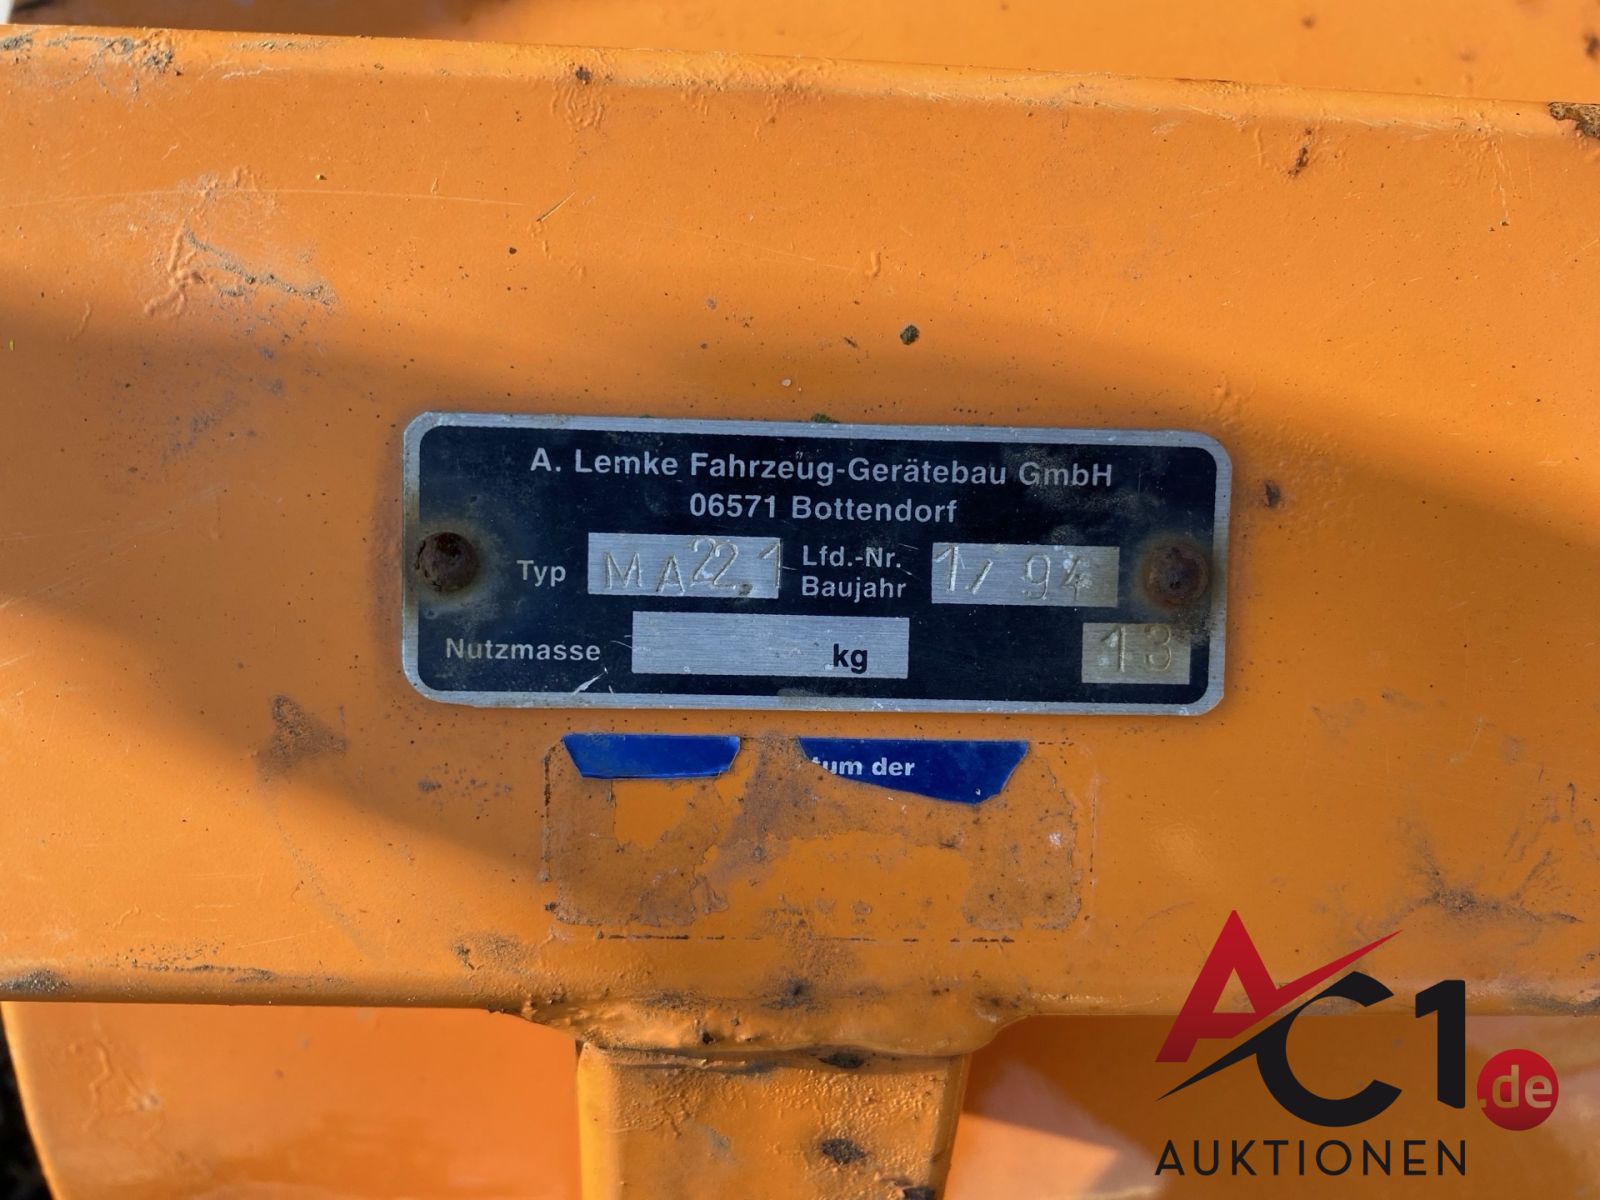 A. Lemke Fahrzeug-Gerätebau GmbH
06571 Bottendorf
Typ MA 22.1 Lfd.-Nr. Baujahr 1/94
Nutzmasse kg 13
tum der
AC1.de
AUKTIONEN